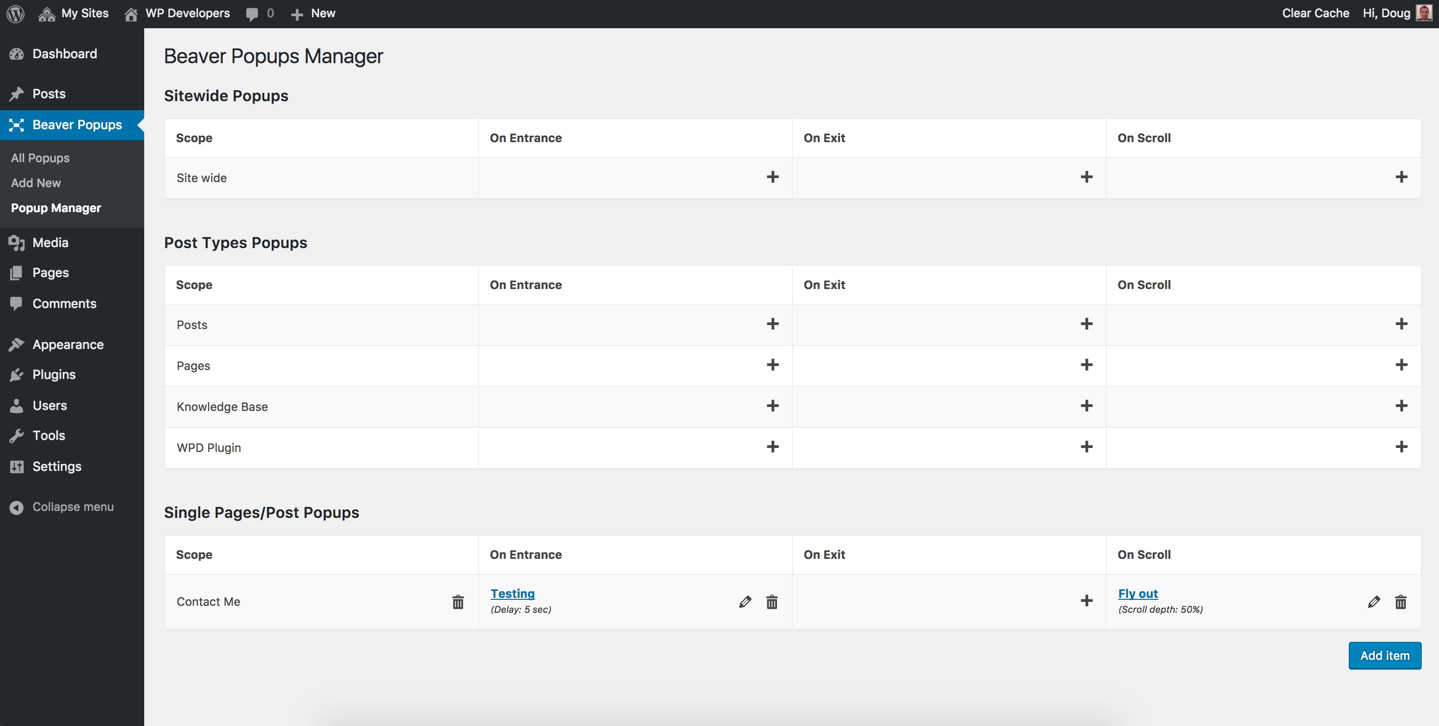 My Sites WP Developers 0 New Clear Cache Hi, Doug
Dashboard
Posts
Beaver Popups
All Popups
Add New
Popup Manager
Media
Pages
Comments
Appearance
Plugins
Users
Tools
Settings
Collapse menu
Beaver Popups Manager
Sitewide Popups
Scope On Entrance On Exit On Scroll
Site wide
Post Types Popups
Scope On Entrance On Exit On Scroll
Posts
Pages
Knowledge Base
WPD Plugin
Single Pages/Post Popups
Scope On Entrance On Exit On Scroll
Contact Me Testing Fly out
(Delay: 5 sec) (Scroll depth: 50%)
Add item